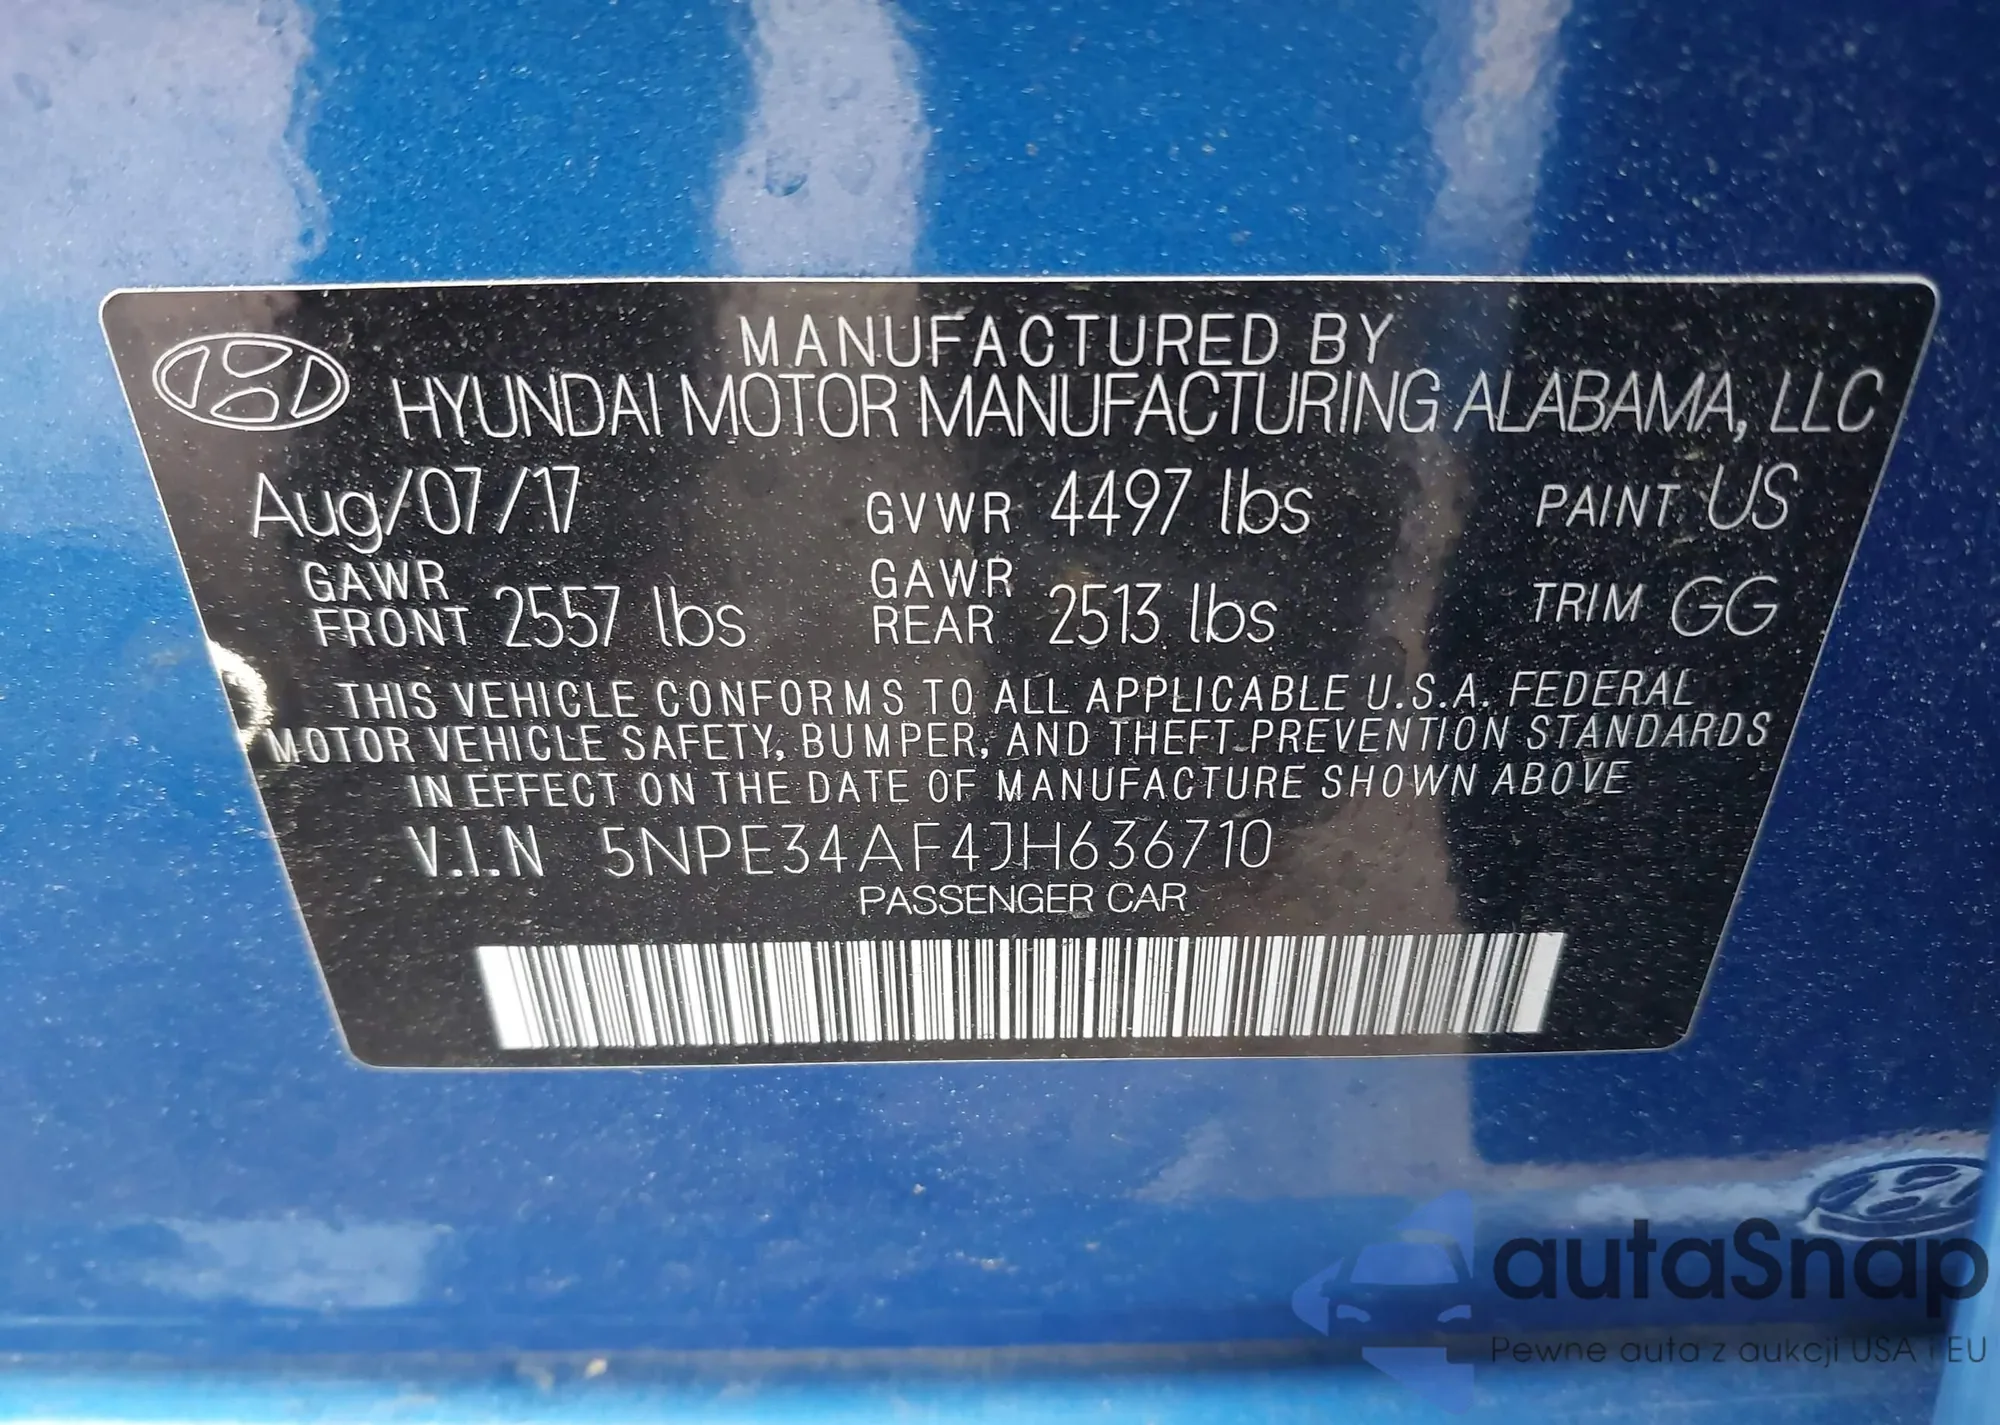 MANUFACTURED BY
HYUNDAI MOTOR MANUFACTURING ALABAMA, LLC
Aug/07/17 GVWR 4497 lbs PAINT US
GAWR FRONT 2557 lbs GAWR REAR 2513 lbs TRIM GG
THIS VEHICLE CONFORMS TO ALL APPLICABLE U.S.A. FEDERAL
MOTOR VEHICLE SAFETY, BUMPER, AND THEFT PREVENTION STANDARDS
IN EFFECT ON THE DATE OF MANUFACTURE SHOWN ABOVE
V.I.N 5NPE34AF4JH636710
PASSENGER CAR
autaSnap
Pewne auta z aukcji USA i EU